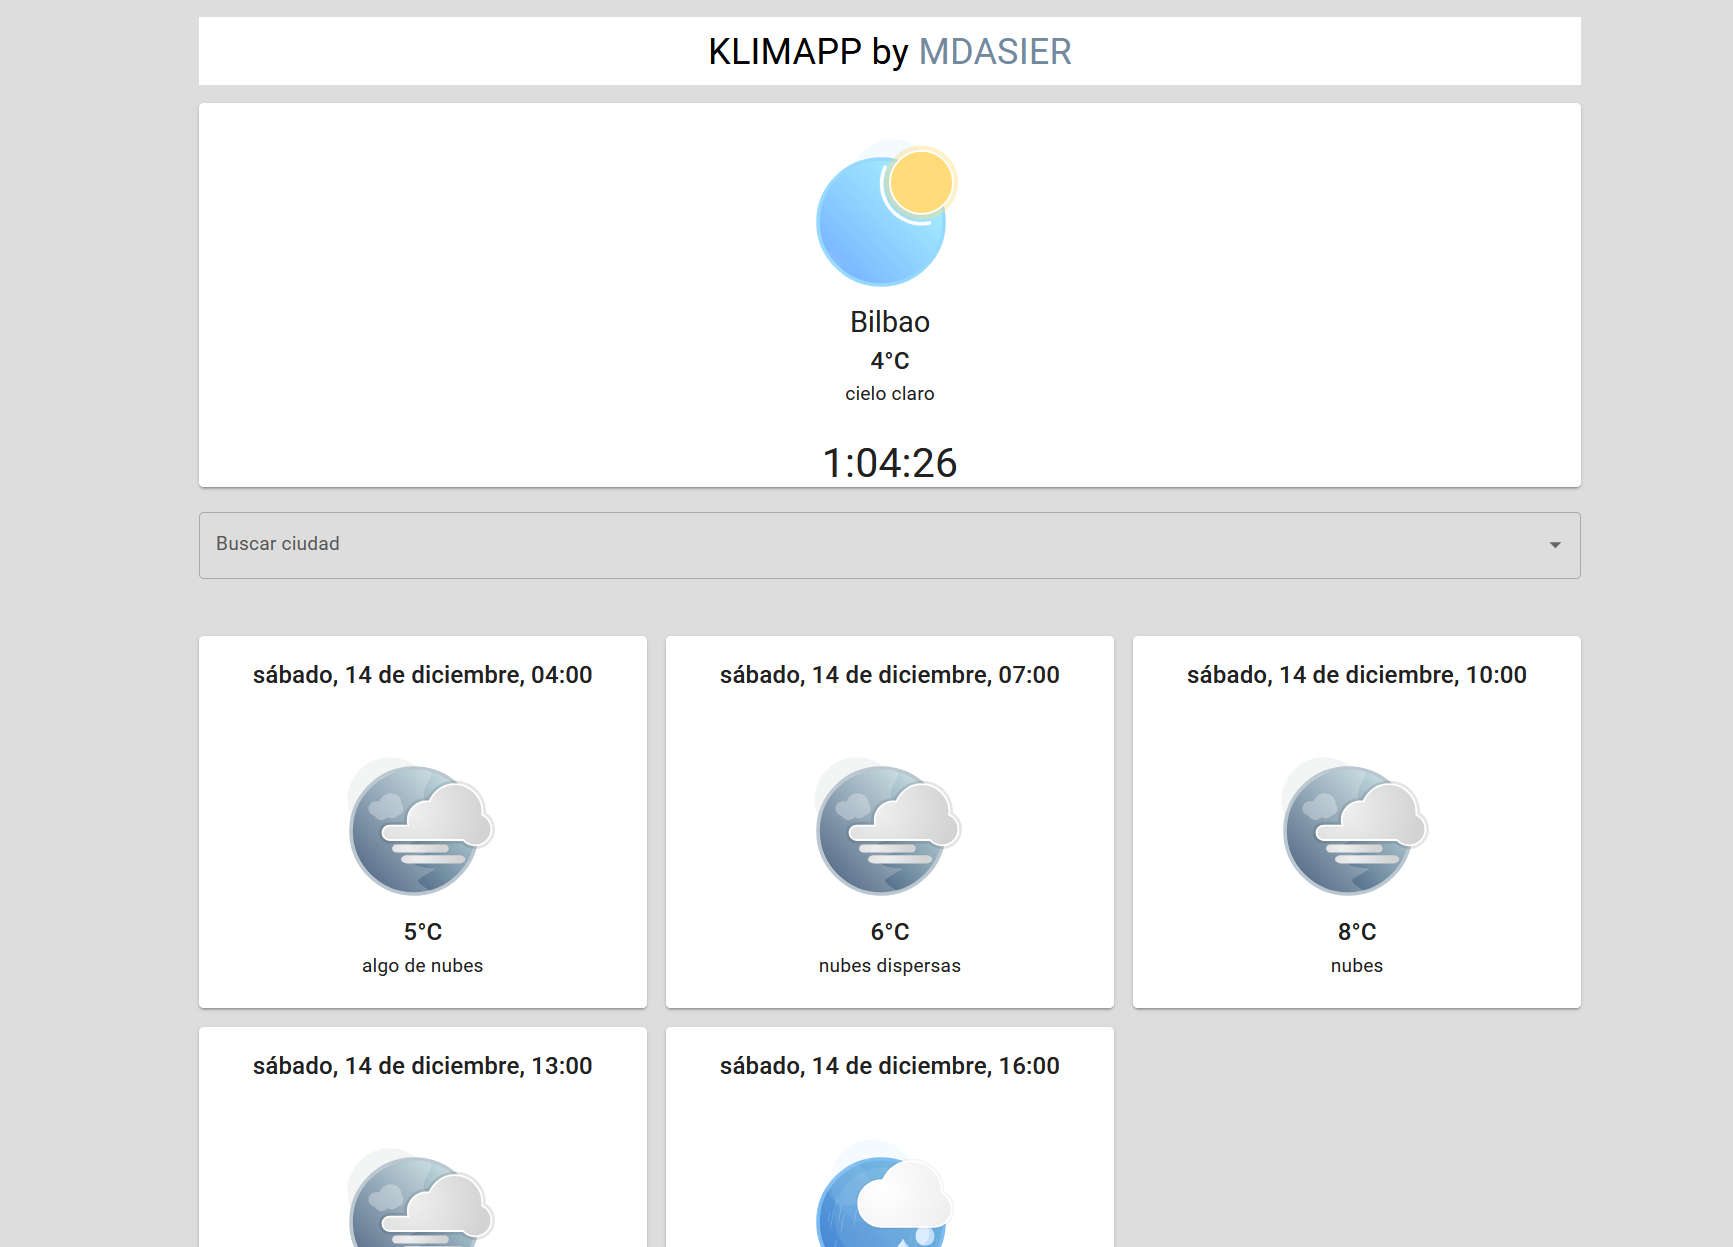 KLIMAPP by MDASIER
Bilbao
4°C
cielo claro
1:04:26
Buscar ciudad
sábado, 14 de diciembre, 04:00
5°C
algo de nubes
sábado, 14 de diciembre, 07:00
6°C
nubes dispersas
sábado, 14 de diciembre, 10:00
8°C
nubes
sábado, 14 de diciembre, 13:00
sábado, 14 de diciembre, 16:00